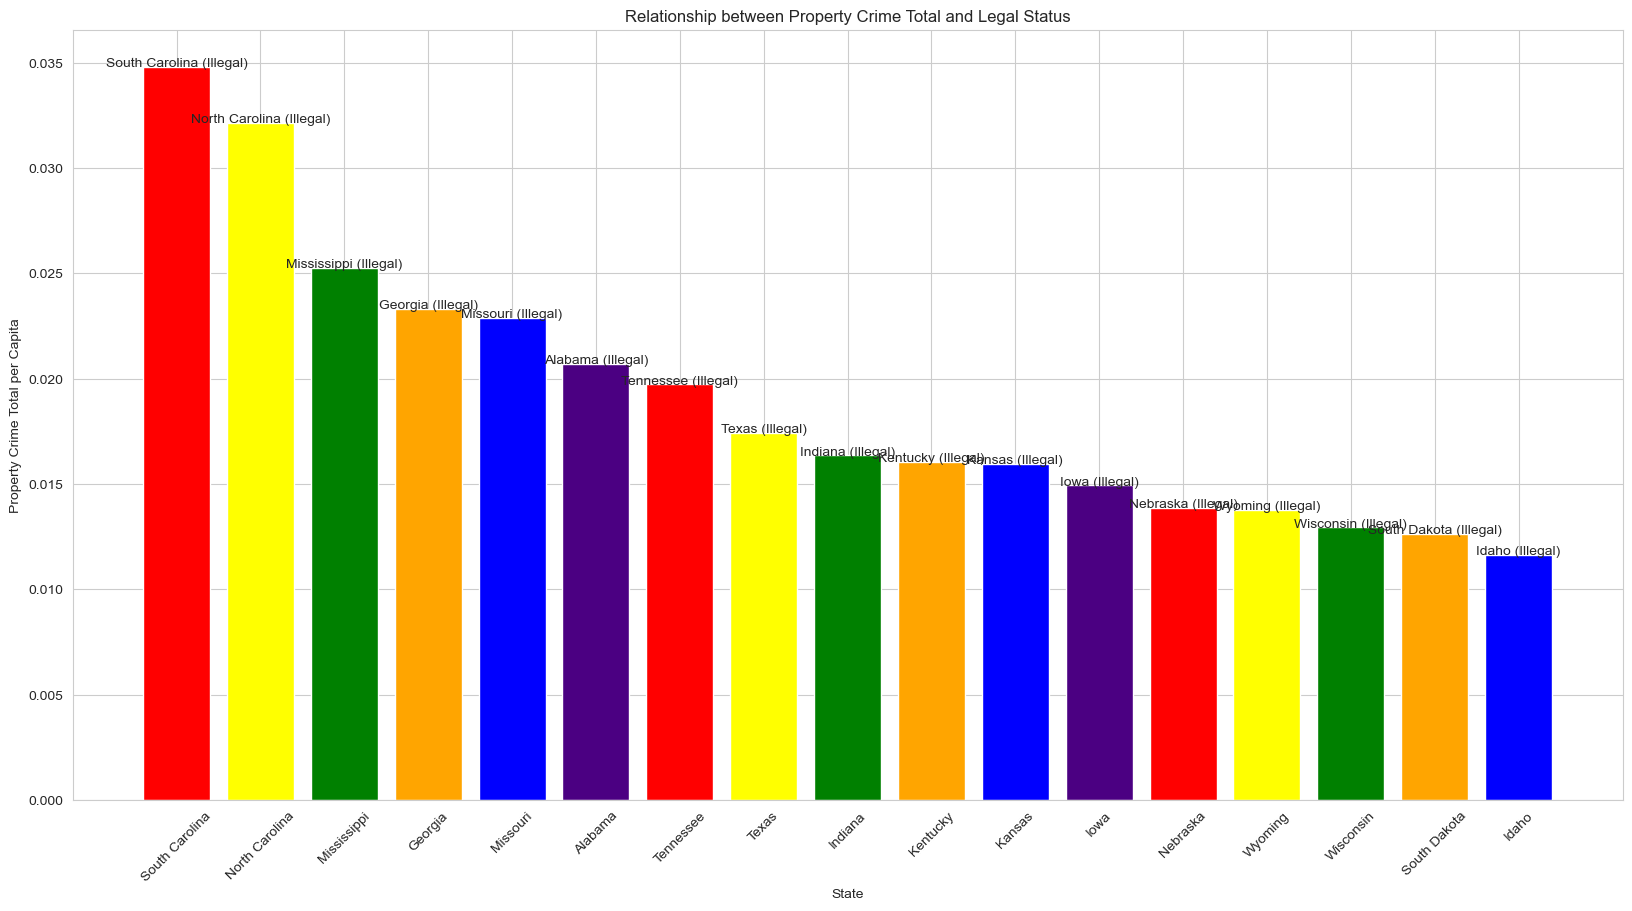 Relationship between Property Crime Total and Legal Status
Property Crime Total per Capita
0.035
0.030
0.025
0.020
0.015
0.010
0.005
0.000
South Carolina (Illegal)
North Carolina (Illegal)
Mississippi (Illegal)
Georgia (Illegal)
Missouri (Illegal)
Alabama (Illegal)
Tennessee (Illegal)
Texas (Illegal)
Indiana (Illegal)
Kentucky (Illegal)
Kansas (Illegal)
Iowa (Illegal)
Nebraska (Illegal)
Wyoming (Illegal)
Wisconsin (Illegal)
South Dakota (Illegal)
Idaho (Illegal)
South Carolina
North Carolina
Mississippi
Georgia
Missouri
Alabama
Tennessee
Texas
Indiana
Kentucky
Kansas
Iowa
Nebraska
Wyoming
Wisconsin
South Dakota
Idaho
State